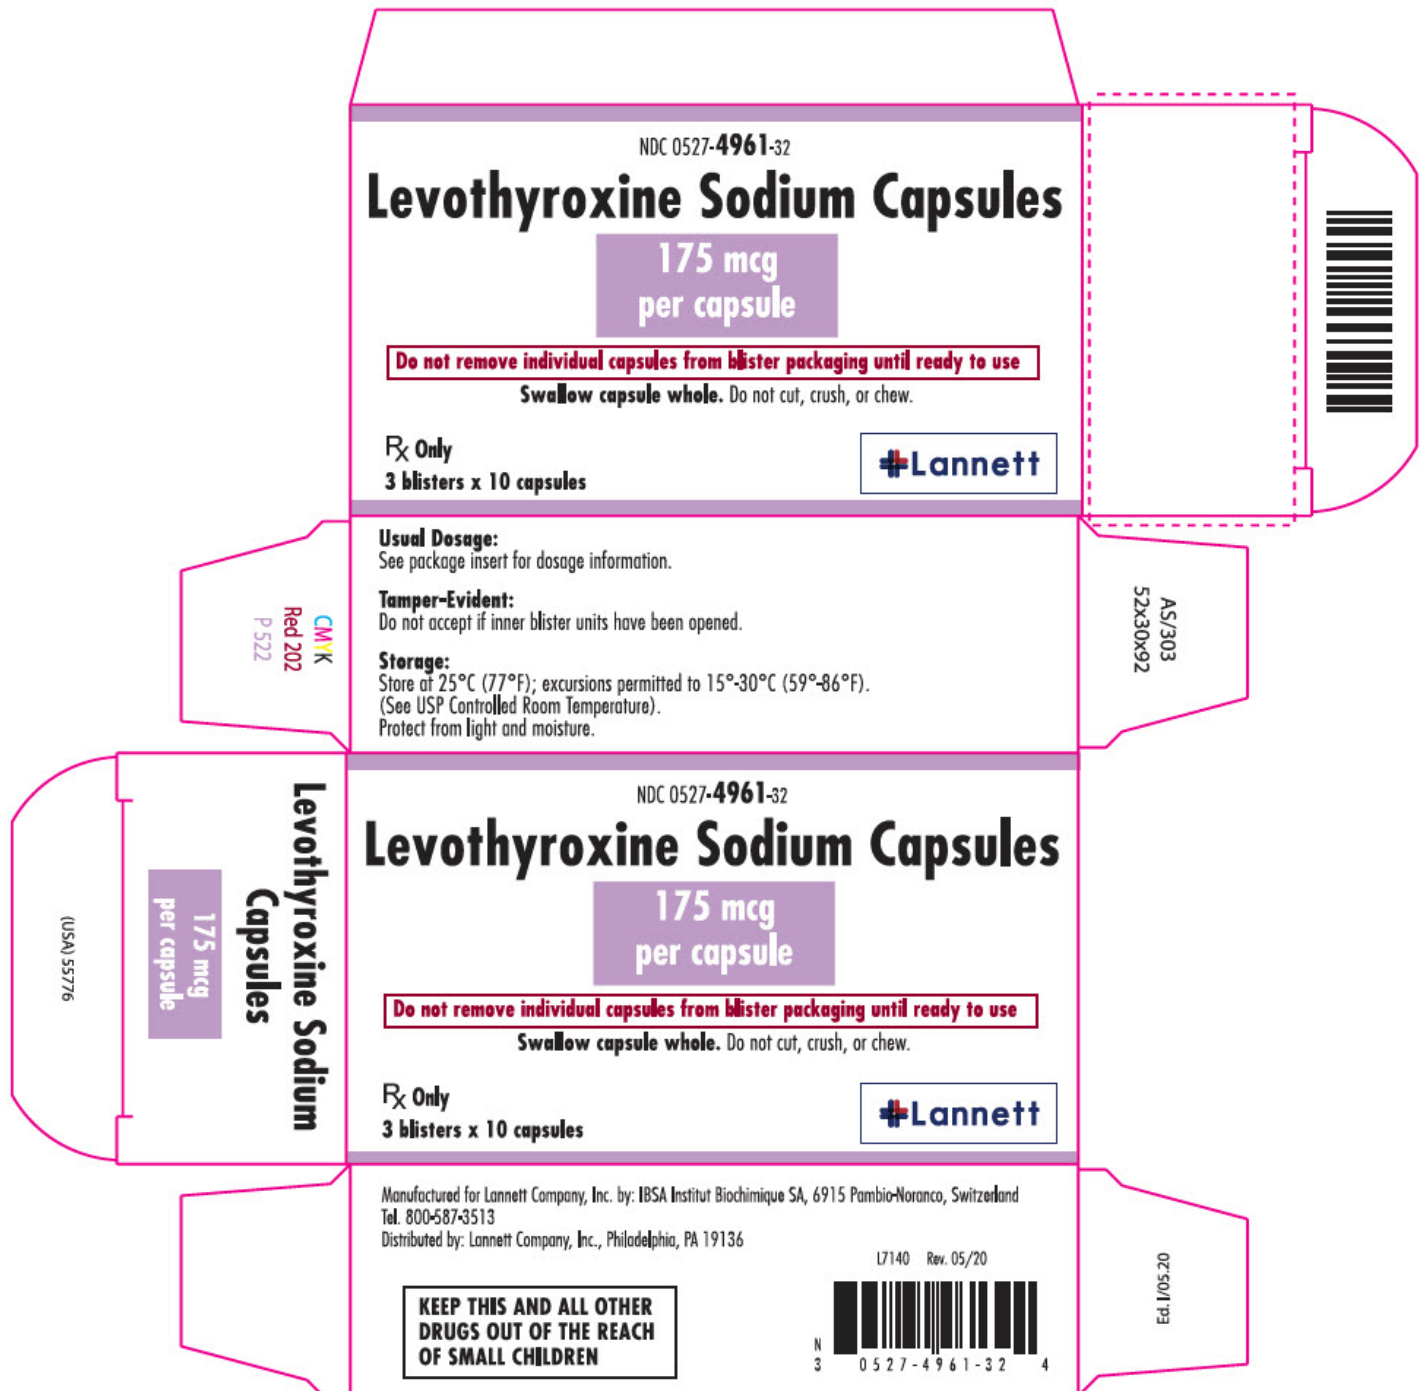 NDC 0527-4961-32
Levothyroxine Sodium Capsules
175 mcg
per capsule
Do not remove individual capsules from blister packaging until ready to use
Swallow capsule whole. Do not cut, crush, or chew.
Rx Only
3 blisters x 10 capsules
Lannett
Usual Dosage:
See package insert for dosage information.
Tamper-Evident:
Do not accept if inner blister units have been opened.
Storage:
Store at 25°C (77°F); excursions permitted to 15°-30°C (59°-86°F).
(See USP Controlled Room Temperature).
Protect from light and moisture.
CMYK
Red 202
P 522
AS/303
52x30x92
NDC 0527-4961-32
Levothyroxine Sodium Capsules
175 mcg
per capsule
Do not remove individual capsules from blister packaging until ready to use
Swallow capsule whole. Do not cut, crush, or chew.
Rx Only
3 blisters x 10 capsules
Lannett
Levothyroxine Sodium
Capsules
175 mcg
per capsule
(USA) 55776
Manufactured for Lannett Company, Inc. by: IBSA Institut Biochimique SA, 6915 Pambio-Noranco, Switzerland
Tel. 800-587-3513
Distributed by: Lannett Company, Inc., Philadelphia, PA 19136
KEEP THIS AND ALL OTHER
DRUGS OUT OF THE REACH
OF SMALL CHILDREN
L7140 Rev. 05/20
N
3 0527-4961-32 4
Ed.I/05.20